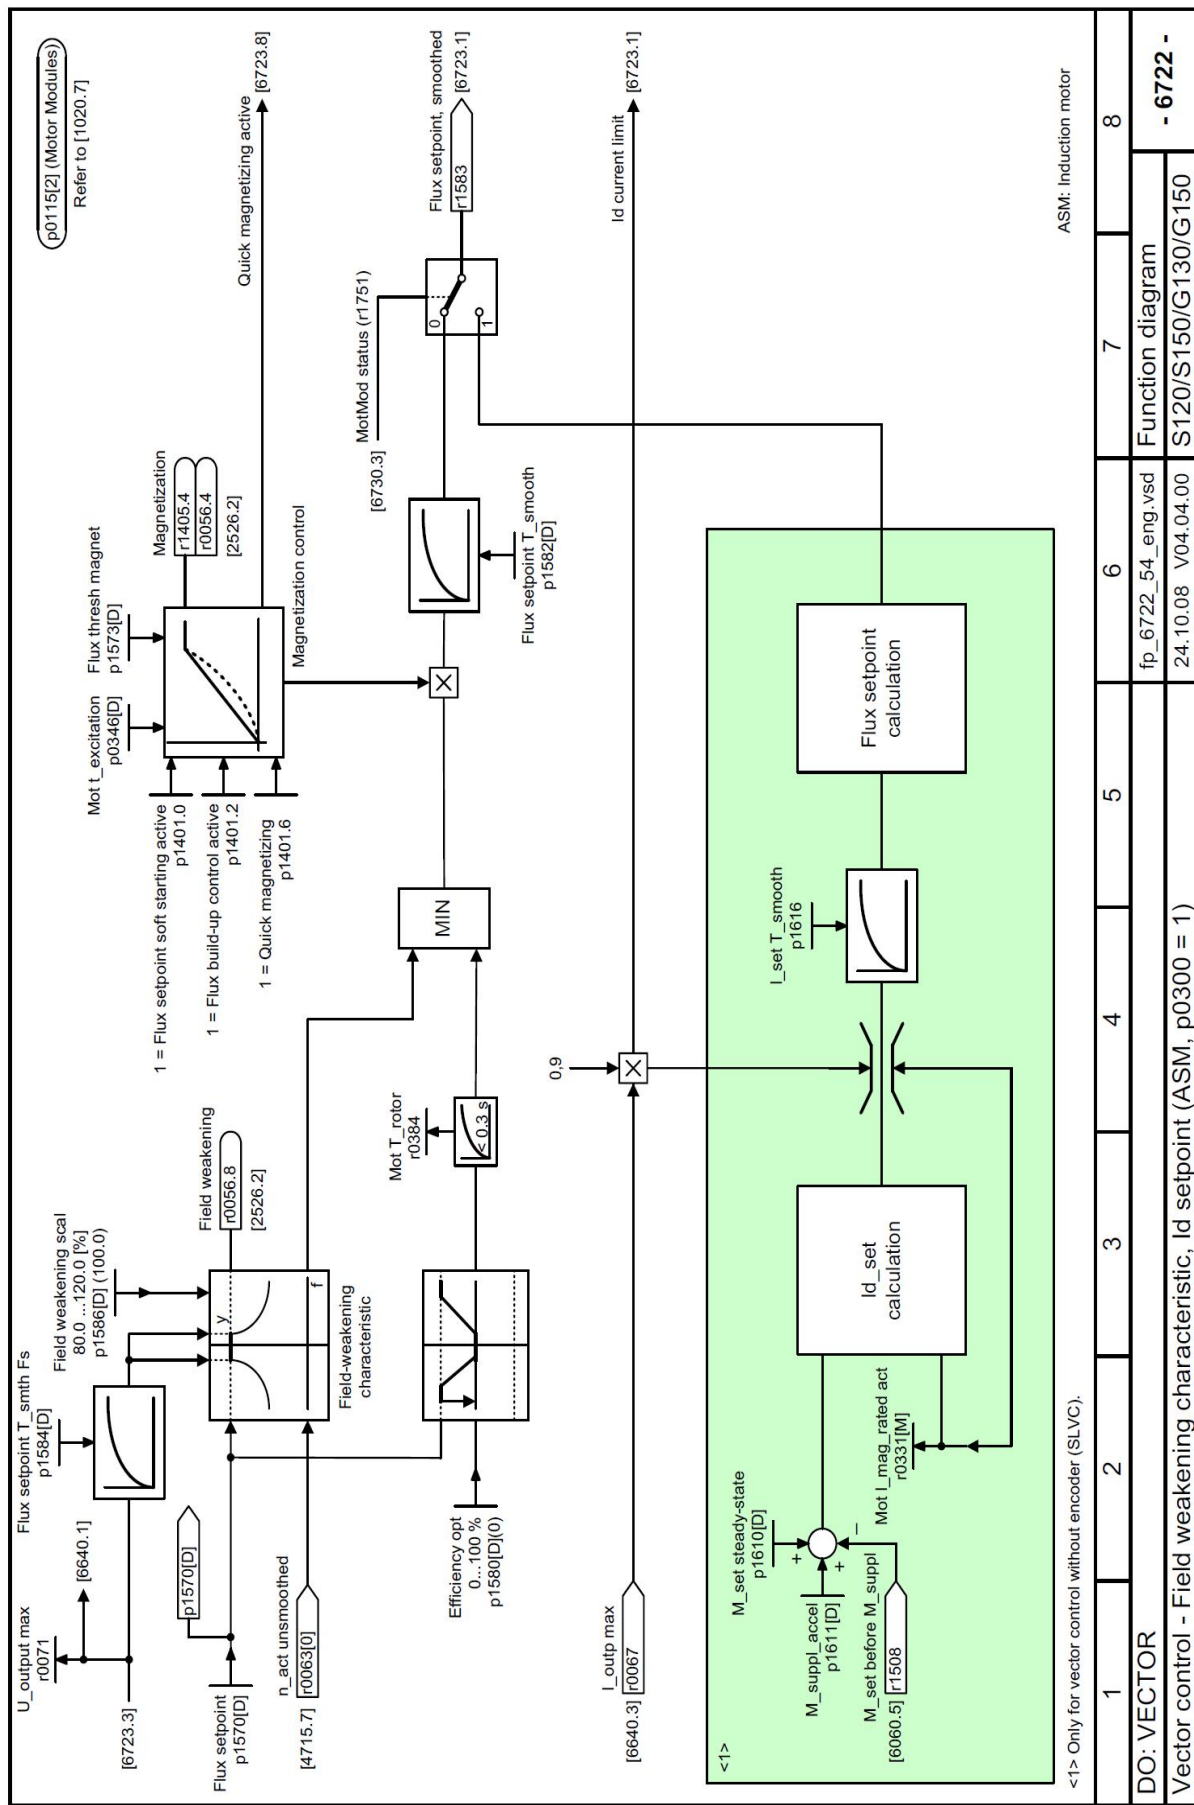 p0115[2] (Motor Modules)
Refer to [1020.7]
U_output max
r0071
[6640.1]
[6723.3]
Flux setpoint T_smth Fs
p1584[D]
Field weakening scal
80.0 ...120.0 [%]
p1586[D] (100.0)
Field weakening
r0056.8
[2526.2]
y
f
Field-weakening
characteristic
p1570[D]
Flux setpoint
p1570[D]
n_act unsmoothed
[4715.7]
r0063[0]
Efficiency opt
0...100 %
p1580[D](0)
Mot T_rotor
r0384
< 0.3 s
MIN
1 = Flux setpoint soft starting active
p1401.0
1 = Flux build-up control active
p1401.2
1 = Quick magnetizing
p1401.6
Mot t_excitation
p0346[D]
Flux thresh magnet
p1573[D]
Magnetization
r1405.4
r0056.4
[2526.2]
Magnetization control
Quick magnetizing active
[6723.8]
X
Flux setpoint T_smooth
p1582[D]
MotMod status (r1751)
[6730.3]
0
1
Flux setpoint, smoothed
r1583
[6723.1]
I_outp max
[6640.3]
r0067
0,9
X
Id current limit
[6723.1]
<1>
M_set steady-state
p1610[D]
+
M_suppl_accel
p1611[D]
+
–
M_set before M_suppl
[6060.5]
r1508
Mot I_mag_rated act
r0331[M]
Id_set
calculation
I_set T_smooth
p1616
Flux setpoint
calculation
<1> Only for vector control without encoder (SLVC).
ASM: Induction motor
1
2
3
4
5
6
7
8
DO: VECTOR
fp_6722_54_eng.vsd
Function diagram
- 6722 -
Vector control - Field weakening characteristic, Id setpoint (ASM, p0300 = 1)
24.10.08 V04.04.00
S120/S150/G130/G150